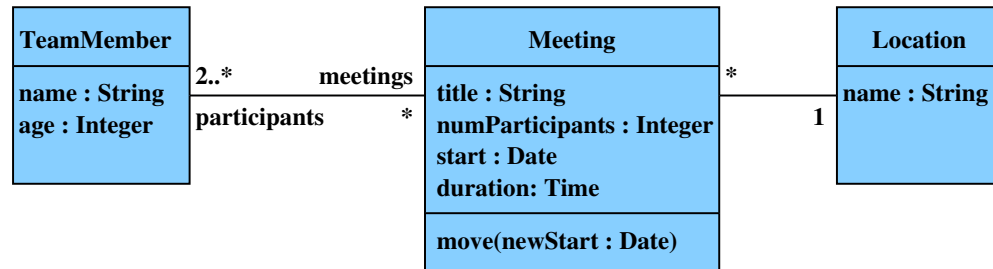 TeamMember
name : String
age : Integer
2..*
participants
meetings
*
Meeting
title : String
numParticipants : Integer
start : Date
duration: Time
move(newStart : Date)
*
1
Location
name : String